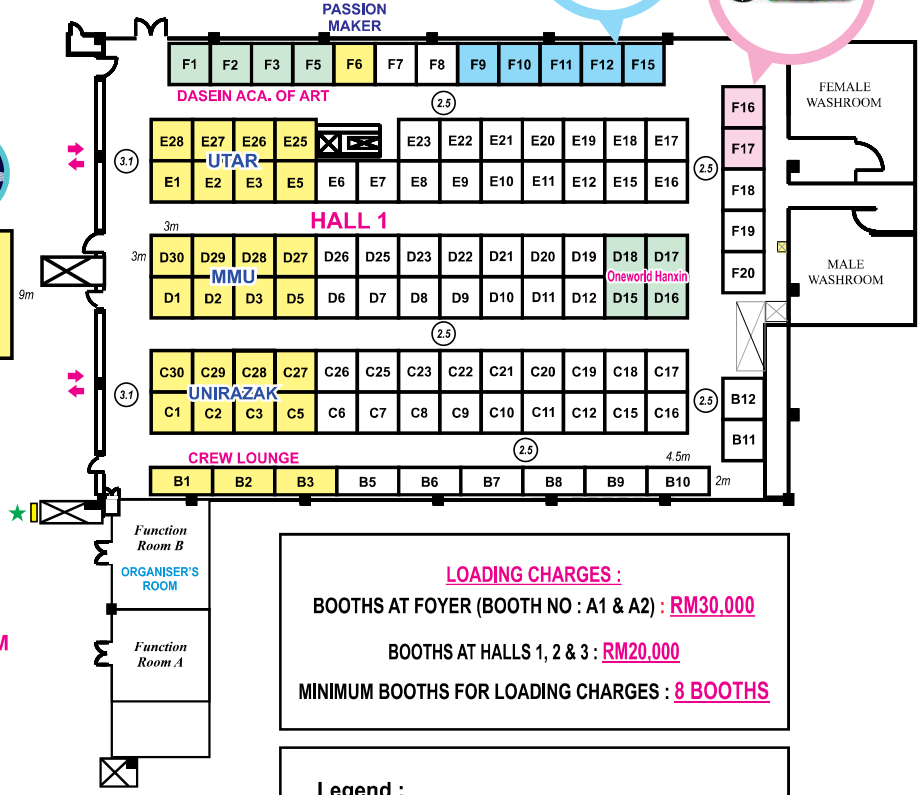 PASSION
MAKER
F1 F2 F3 F5 F6 F7 F8 F9 F10 F11 F12 F15
DASEIN ACA. OF ART
2.5
FEMALE
WASHROOM
F16
F17
F18
F19
F20
E28 E27 E26 E25 E23 E22 E21 E20 E19 E18 E17
UTAR
3.1
2.5
E1 E2 E3 E5 E6 E7 E8 E9 E10 E11 E12 E15 E16
3m
HALL 1
3m
D30 D29 D28 D27 D26 D25 D23 D22 D21 D20 D19 D18 D17
MMU
Oneworld Hanxin
D1 D2 D3 D5 D6 D7 D8 D9 D10 D11 D12 D15 D16
MALE
WASHROOM
9m
2.5
C30 C29 C28 C27 C26 C25 C23 C22 C21 C20 C19 C18 C17
UNIRAZAK
3.1
2.5
C1 C2 C3 C5 C6 C7 C8 C9 C10 C11 C12 C15 C16
B12
B11
CREW LOUNGE
2.5
4.5m
B1 B2 B3 B5 B6 B7 B8 B9 B10
2m
Function
Room B
ORGANISER'S
ROOM
Function
Room A
M
LOADING CHARGES :
BOOTHS AT FOYER (BOOTH NO : A1 & A2) : RM30,000
BOOTHS AT HALLS 1, 2 & 3 : RM20,000
MINIMUM BOOTHS FOR LOADING CHARGES : 8 BOOTHS
Legend :